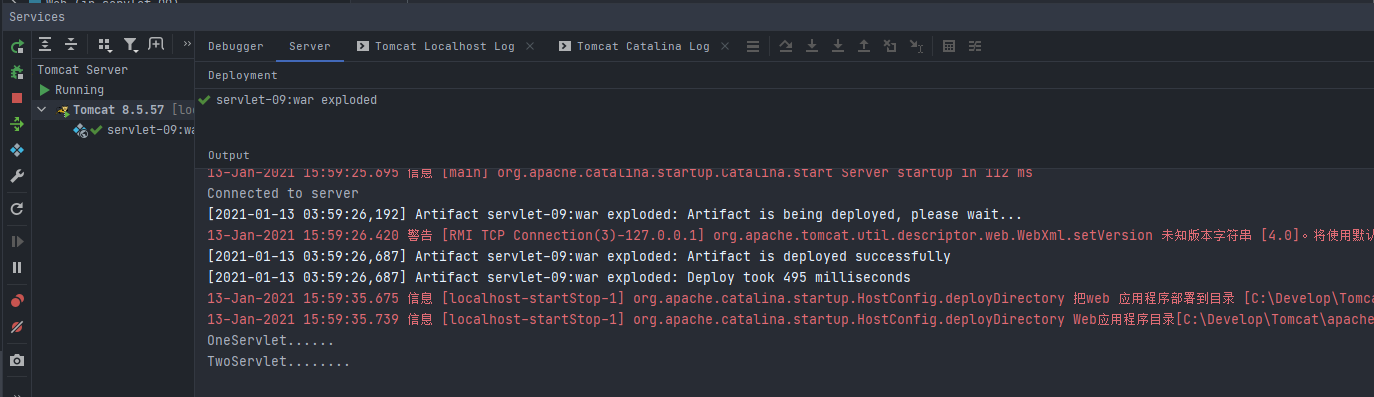 Web (in servlet-09)
Services
Debugger Server Tomcat Localhost Log Tomcat Catalina Log
Tomcat Server
Running
Tomcat 8.5.57 [loc
servlet-09:wa
Deployment
servlet-09:war exploded
Output
13-Jan-2021 15:59:25.695 信息 [main] org.apache.catalina.startup.Catalina.start Server startup in 112 ms
Connected to server
[2021-01-13 03:59:26,192] Artifact servlet-09:war exploded: Artifact is being deployed, please wait...
13-Jan-2021 15:59:26.420 警告 [RMI TCP Connection(3)-127.0.0.1] org.apache.tomcat.util.descriptor.web.WebXml.setVersion 未知版本字符串 [4.0]。将使用默认
[2021-01-13 03:59:26,687] Artifact servlet-09:war exploded: Artifact is deployed successfully
[2021-01-13 03:59:26,687] Artifact servlet-09:war exploded: Deploy took 495 milliseconds
13-Jan-2021 15:59:35.675 信息 [localhost-startStop-1] org.apache.catalina.startup.HostConfig.deployDirectory 把web 应用程序部署到目录 [C:\Develop\Tomca
13-Jan-2021 15:59:35.739 信息 [localhost-startStop-1] org.apache.catalina.startup.HostConfig.deployDirectory Web应用程序目录[C:\Develop\Tomcat\apache
OneServlet......
TwoServlet........